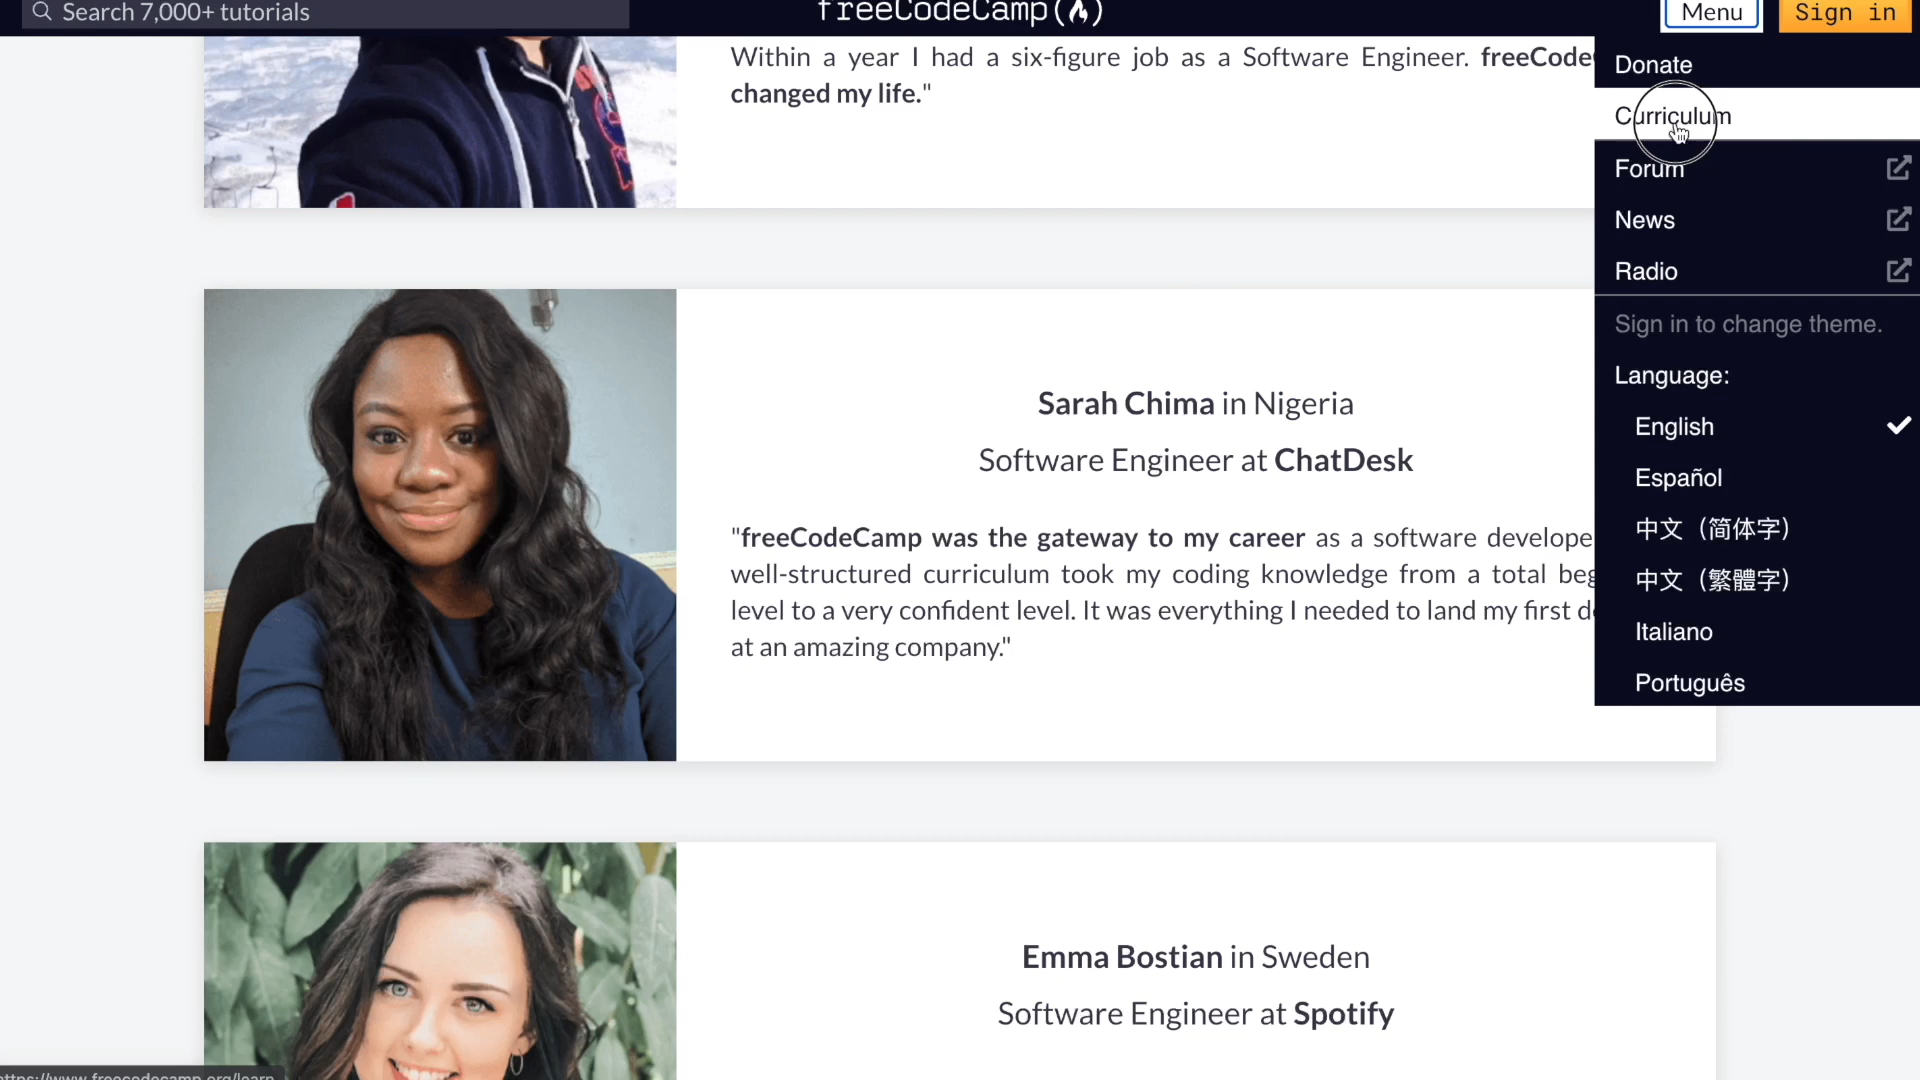 Search 7,000+ tutorials
freeCodeCamp
Menu
Sign in
Within a year I had a six-figure job as a Software Engineer. freeCode
changed my life."
Donate
Curriculum
Forum
News
Radio
Sign in to change theme.
Language:
English
Español
中文（简体字）
中文（繁體字）
Italiano
Português
Sarah Chima in Nigeria
Software Engineer at ChatDesk
"freeCodeCamp was the gateway to my career as a software develope
well-structured curriculum took my coding knowledge from a total beg
level to a very confident level. It was everything I needed to land my first d
at an amazing company."
Emma Bostian in Sweden
Software Engineer at Spotify
https://www.freecodecamp.org/learn